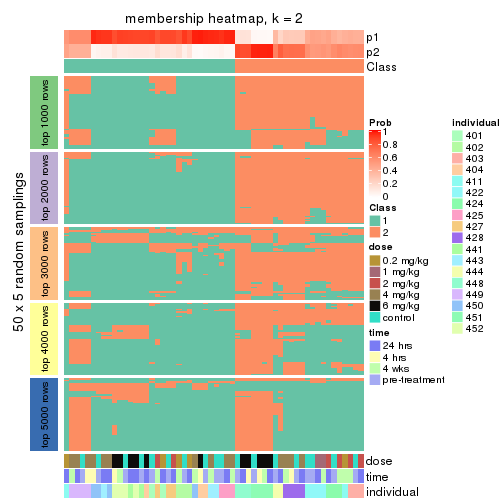 membership heatmap, k = 2
p1
p2
Class
50 x 5 random samplings
top 1000 rows
top 2000 rows
top 3000 rows
top 4000 rows
top 5000 rows
dose
time
individual
Prob
1
0.8
0.6
0.4
0.2
0
Class
1
2
dose
0.2 mg/kg
1 mg/kg
2 mg/kg
4 mg/kg
6 mg/kg
control
time
24 hrs
4 hrs
4 wks
pre-treatment
individual
401
402
403
404
411
422
424
425
427
428
441
443
444
448
449
450
451
452